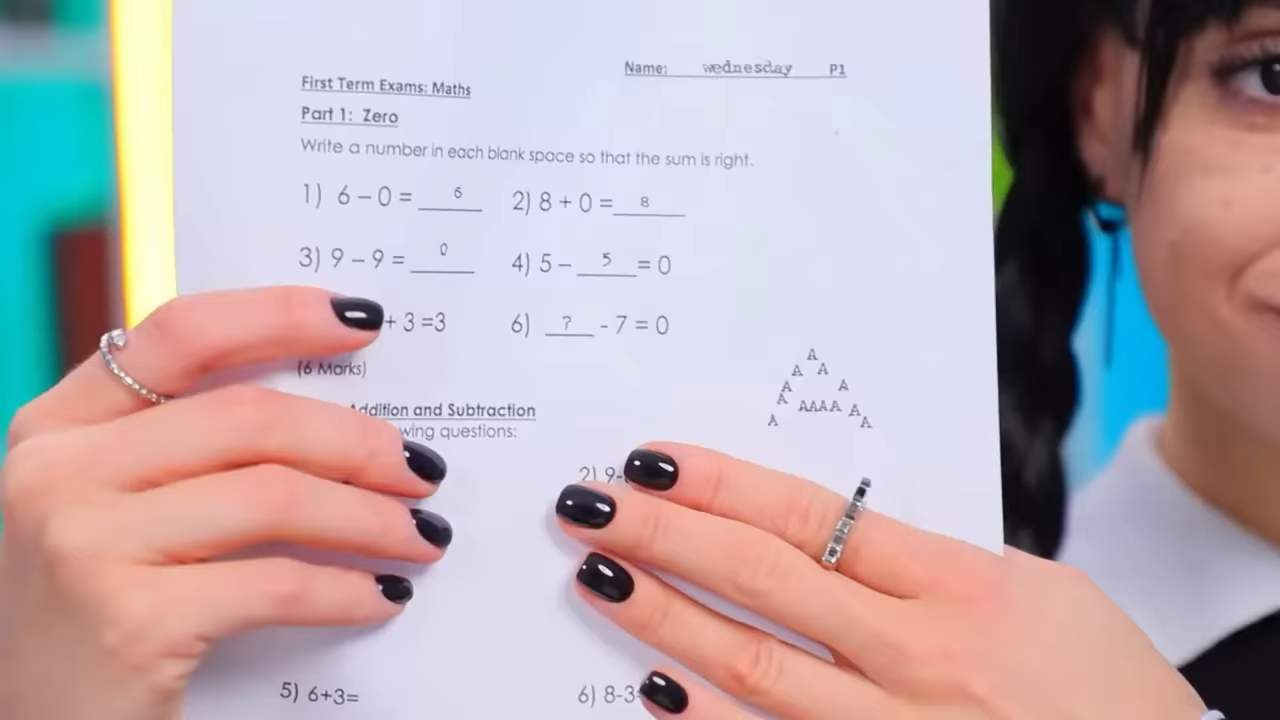 Name: wednesday P1
First Term Exams: Maths
Part 1: Zero
Write a number in each blank space so that the sum is right.
1) 6 – 0 = 6 2) 8 + 0 = 8
3) 9 – 9 = 0 4) 5 – 5 = 0
+ 3 =3 6) ? - 7 = 0
(6 Marks)
A
A A
A A
A AAAA A
A A
Addition and Subtraction
wing questions:
2) 9-
5) 6+3= 6) 8-3